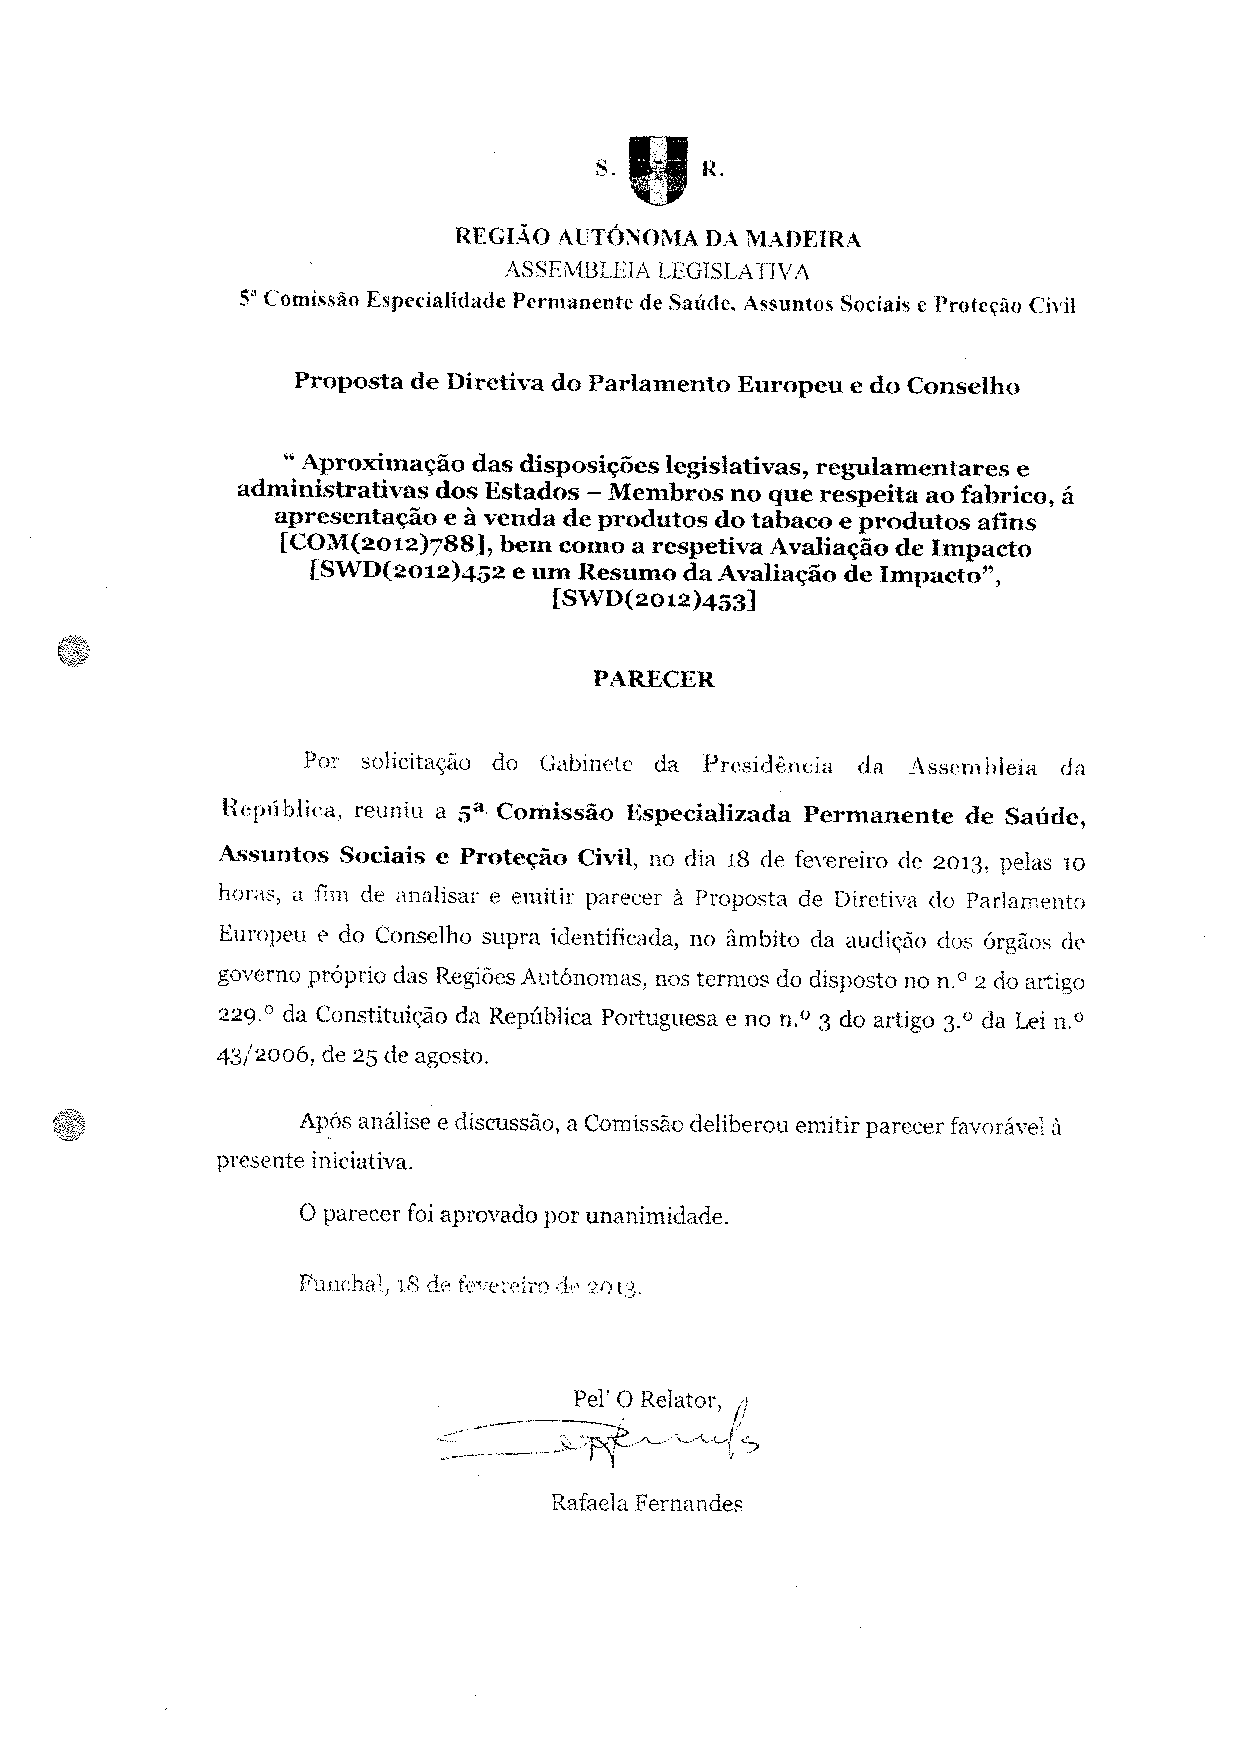 S. R.
REGIÃO AUTÓNOMA DA MADEIRA
ASSEMBLEIA LEGISLATIVA
5ª Comissão Especialidade Permanente de Saúde, Assuntos Sociais e Proteção Civil
Proposta de Diretiva do Parlamento Europeu e do Conselho
“ Aproximação das disposições legislativas, regulamentares e
administrativas dos Estados – Membros no que respeita ao fabrico, á
apresentação e à venda de produtos do tabaco e produtos afins
[COM(2012)788], bem como a respetiva Avaliação de Impacto
[SWD(2012)452 e um Resumo da Avaliação de Impacto”,
[SWD(2012)453]
PARECER
Por solicitação do Gabinete da Presidência da Assembleia da
República, reuniu a 5ª Comissão Especializada Permanente de Saúde,
Assuntos Sociais e Proteção Civil, no dia 18 de fevereiro de 2013, pelas 10
horas, a fim de analisar e emitir parecer à Proposta de Diretiva do Parlamento
Europeu e do Conselho supra identificada, no âmbito da audição dos órgãos de
governo próprio das Regiões Autónomas, nos termos do disposto no n.º 2 do artigo
229.º da Constituição da República Portuguesa e no n.º 3 do artigo 3.º da Lei n.º
43/2006, de 25 de agosto.
Após análise e discussão, a Comissão deliberou emitir parecer favorável à
presente iniciativa.
O parecer foi aprovado por unanimidade.
Funchal, 18 de fevereiro de 2013.
Pel' O Relator,
Rafaela Fernandes